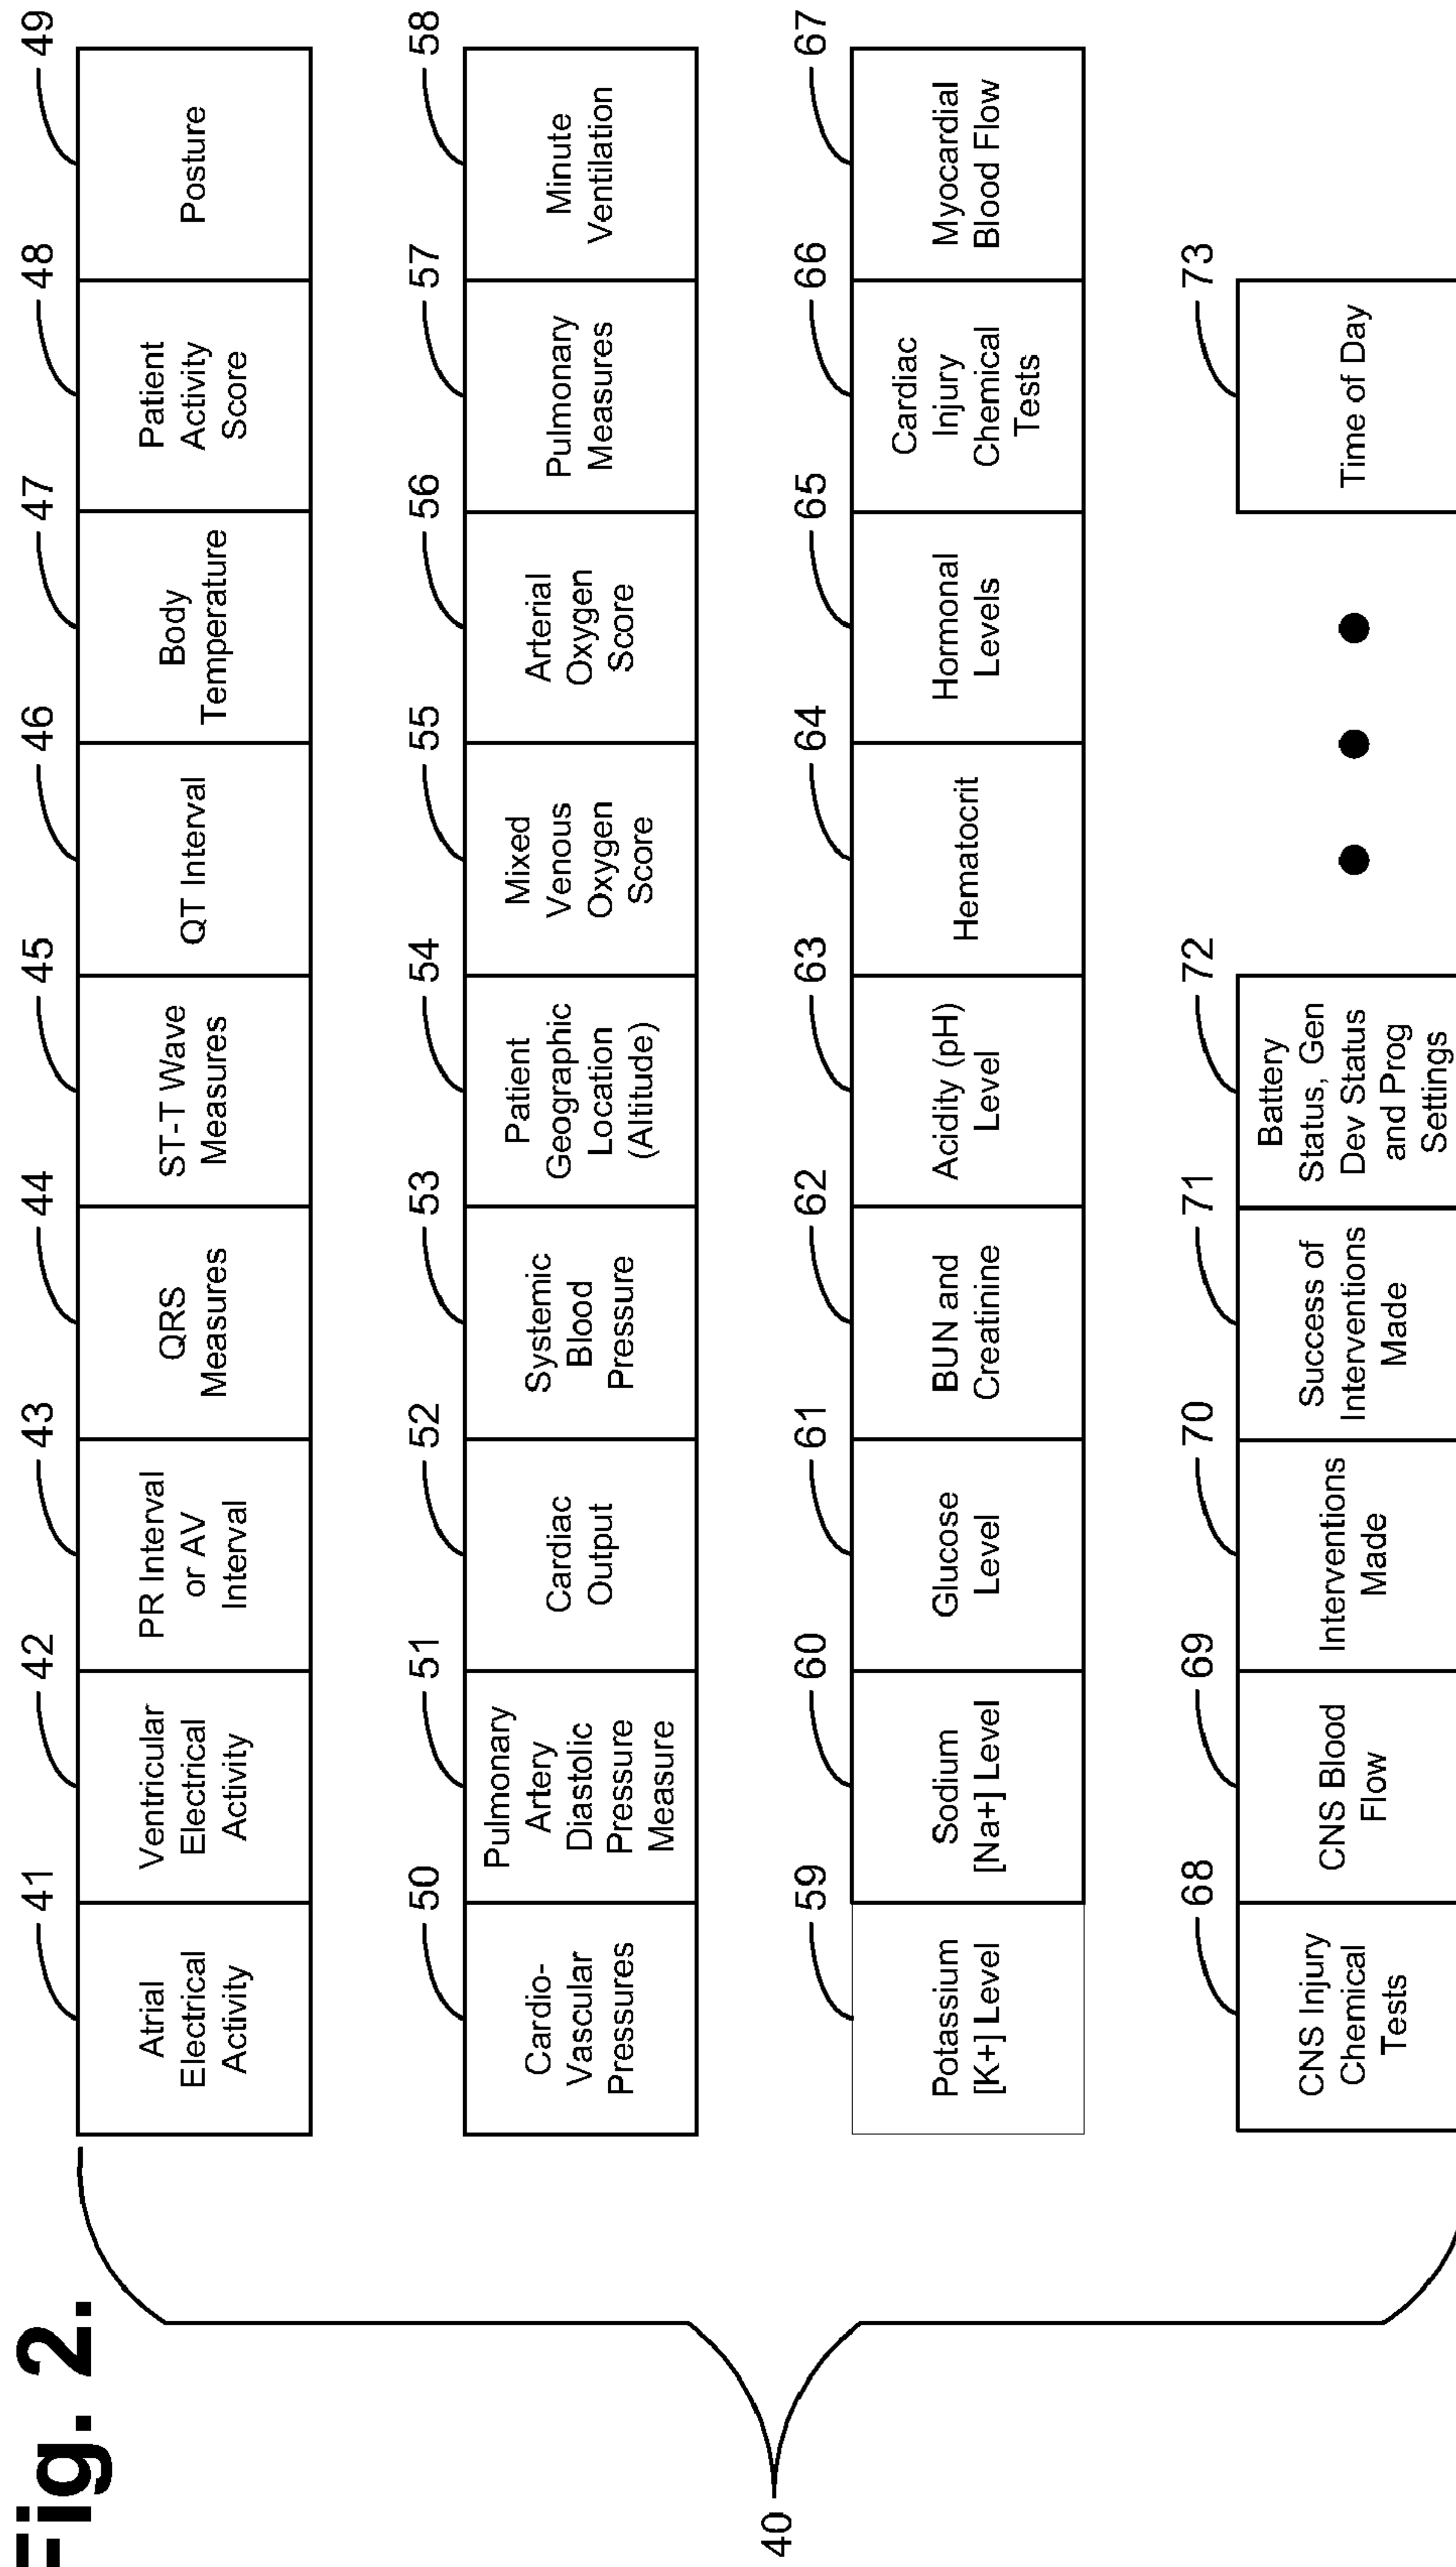 Fig. 2.
40
41
Atrial
Electrical
Activity
42
Ventricular
Electrical
Activity
43
PR Interval
or AV
Interval
44
QRS
Measures
45
ST-T Wave
Measures
46
QT Interval
47
Body
Temperature
48
Patient
Activity
Score
49
Posture
50
Cardio-
Vascular
Pressures
51
Pulmonary
Artery
Diastolic
Pressure
Measure
52
Cardiac
Output
53
Systemic
Blood
Pressure
54
Patient
Geographic
Location
(Altitude)
55
Mixed
Venous
Oxygen
Score
56
Arterial
Oxygen
Score
57
Pulmonary
Measures
58
Minute
Ventilation
59
Potassium
[K+] Level
60
Sodium
[Na+] Level
61
Glucose
Level
62
BUN and
Creatinine
63
Acidity (pH)
Level
64
Hematocrit
65
Hormonal
Levels
66
Cardiac
Injury
Chemical
Tests
67
Myocardial
Blood Flow
68
CNS Injury
Chemical
Tests
69
CNS Blood
Flow
70
Interventions
Made
71
Success of
Interventions
Made
72
Battery
Status, Gen
Dev Status
and Prog
Settings
73
Time of Day